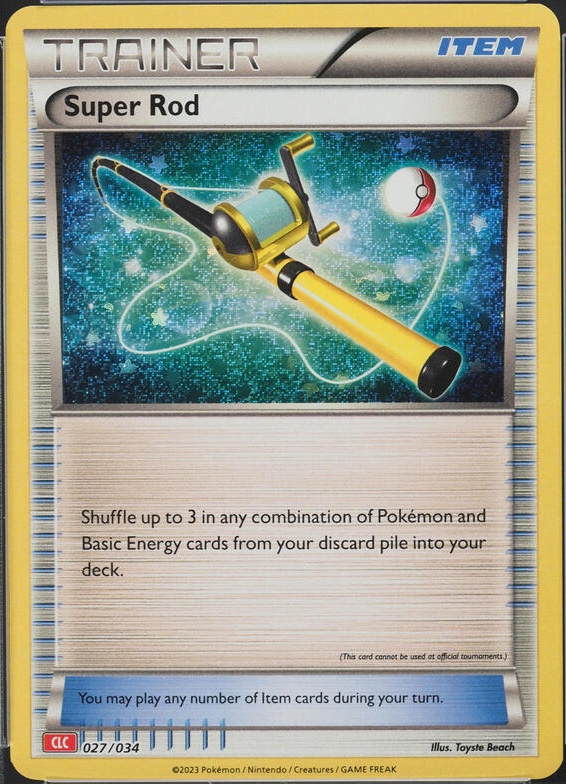 TRAINER
ITEM
Super Rod
Shuffle up to 3 in any combination of Pokémon and
Basic Energy cards from your discard pile into your
deck.
(This card cannot be used at official tournaments.)
You may play any number of Item cards during your turn.
CLC 027/034
Illus. Toyste Beach
©2023 Pokémon / Nintendo / Creatures / GAME FREAK